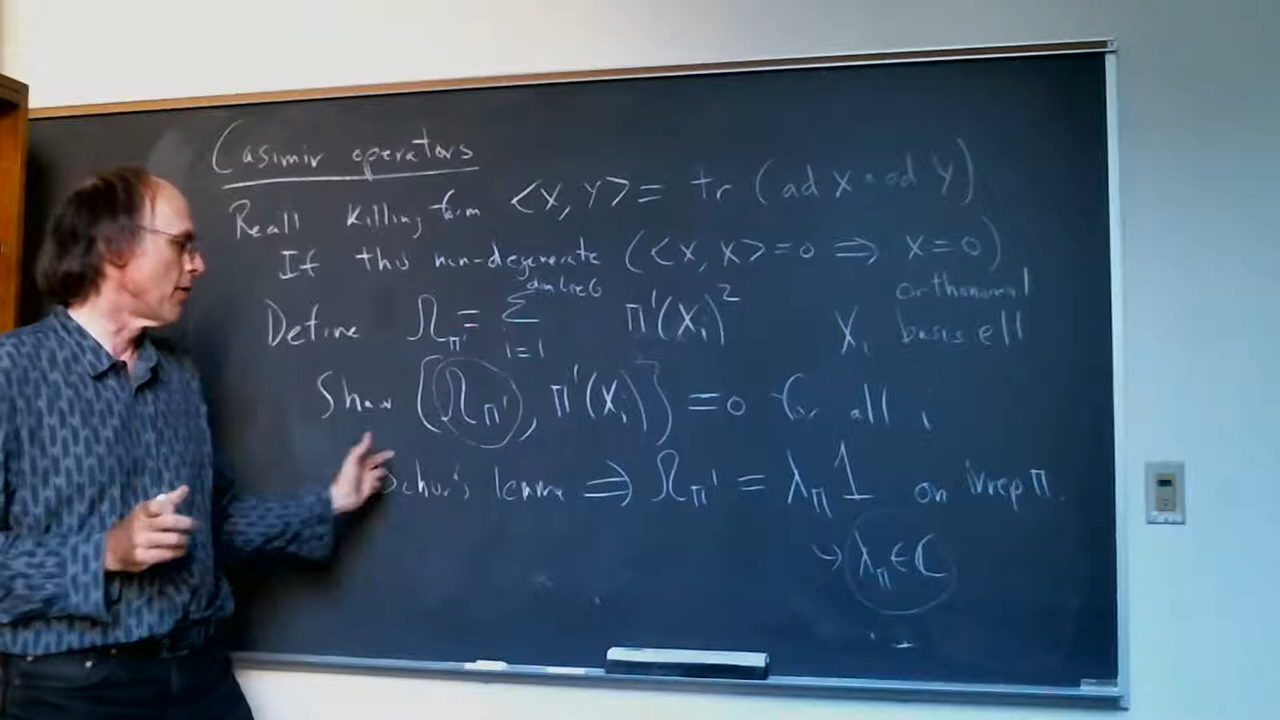 Casimir operators
Recall Killing form <X, Y> = tr (ad X ∘ ad Y)
If this non-degenerate (<X, X> = 0 ⇒ X = 0)
Define Ω_π' = Σ_{i=1}^{dim Lie G} π'(X_i)^2 X_i orthonormal basis
Show [Ω_π', π'(X_i)] = 0 for all i
Schur's lemma ⇒ Ω_π' = λ_π 1 on irrep π.
↪ λ_π ∈ ℂ